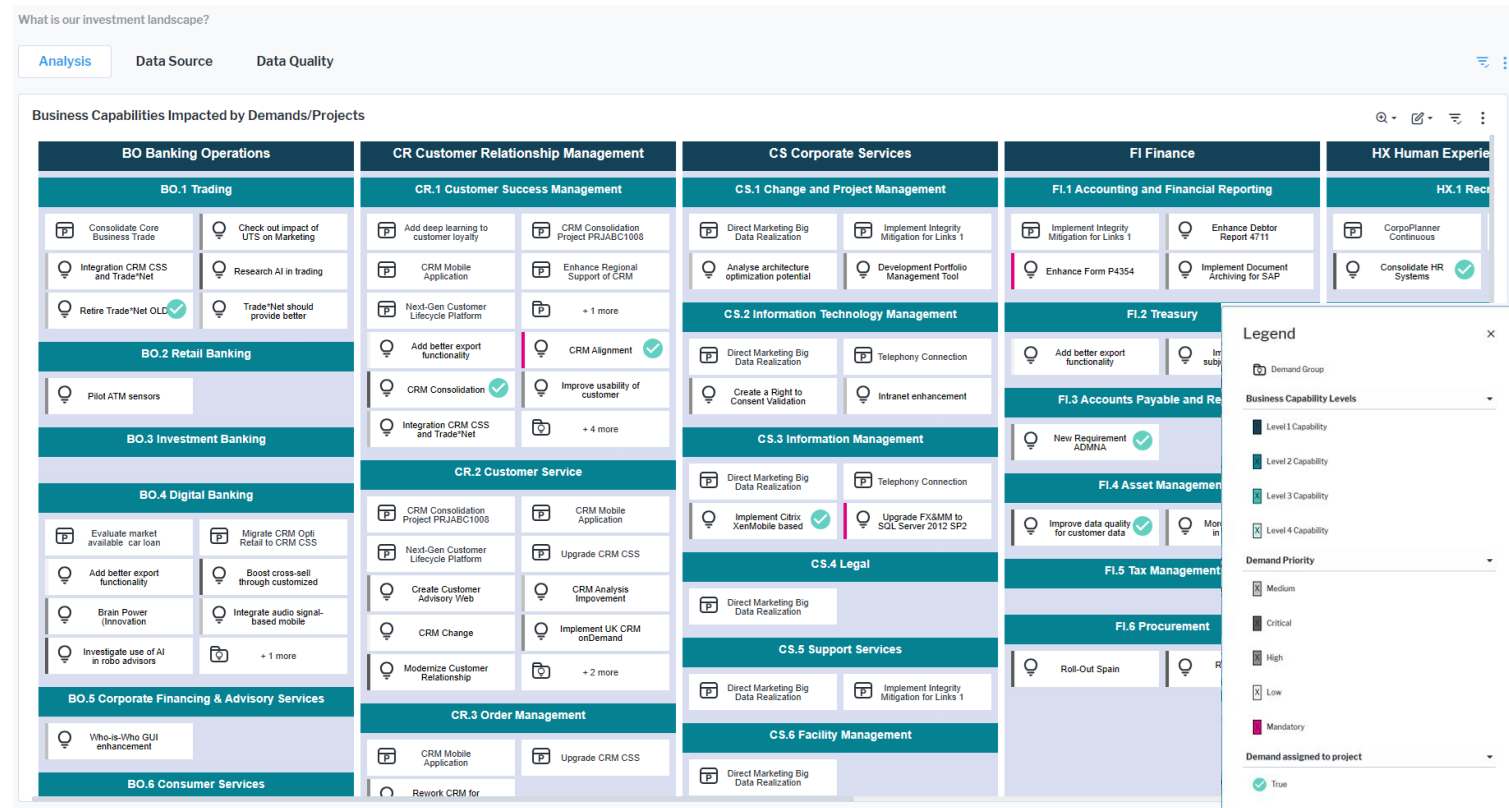 What is our investment landscape?
Analysis
Data Source
Data Quality
Business Capabilities Impacted by Demands/Projects
BO Banking Operations
BO.1 Trading
P
Consolidate Core
Business Trade
Check out impact of
UTS on Marketing
Integration CRM CSS
and Trade*Net
Research AI in trading
Retire Trade*Net OLD
Trade*Net should
provide better
BO.2 Retail Banking
Pilot ATM sensors
BO.3 Investment Banking
BO.4 Digital Banking
P
Evaluate market
available car loan
P
Migrate CRM Opti
Retail to CRM CSS
Add better export
functionality
Boost cross-sell
through customized
Brain Power
(Innovation
Integrate audio signal-
based mobile
Investigate use of AI
in robo advisors
+ 1 more
BO.5 Corporate Financing & Advisory Services
Who-is-Who GUI
enhancement
BO.6 Consumer Services
CR Customer Relationship Management
CR.1 Customer Success Management
P
Add deep learning to
customer loyalty
P
CRM Consolidation
Project PRJABC1008
P
CRM Mobile
Application
P
Enhance Regional
Support of CRM
P
Next-Gen Customer
Lifecycle Platform
P
+ 1 more
Add better export
functionality
CRM Alignment
CRM Consolidation
Improve usability of
customer
Integration CRM CSS
and Trade*Net
+ 4 more
CR.2 Customer Service
P
CRM Consolidation
Project PRJABC1008
P
CRM Mobile
Application
P
Next-Gen Customer
Lifecycle Platform
P
Upgrade CRM CSS
Create Customer
Advisory Web
CRM Analysis
Impovement
CRM Change
Implement UK CRM
onDemand
Modernize Customer
Relationship
+ 2 more
CR.3 Order Management
P
CRM Mobile
Application
P
Upgrade CRM CSS
Rework CRM for
CS Corporate Services
CS.1 Change and Project Management
P
Direct Marketing Big
Data Realization
P
Implement Integrity
Mitigation for Links 1
Analyse architecture
optimization potential
Development Portfolio
Management Tool
CS.2 Information Technology Management
P
Direct Marketing Big
Data Realization
P
Telephony Connection
Create a Right to
Consent Validation
Intranet enhancement
CS.3 Information Management
P
Direct Marketing Big
Data Realization
P
Telephony Connection
Implement Citrix
XenMobile based
Upgrade FX&MM to
SQL Server 2012 SP2
CS.4 Legal
P
Direct Marketing Big
Data Realization
CS.5 Support Services
P
Direct Marketing Big
Data Realization
P
Implement Integrity
Mitigation for Links 1
CS.6 Facility Management
P
Direct Marketing Big
Data Realization
FI Finance
FI.1 Accounting and Financial Reporting
P
Implement Integrity
Mitigation for Links 1
Enhance Debtor
Report 4711
Enhance Form P4354
Implement Document
Archiving for SAP
FI.2 Treasury
Add better export
functionality
Im
subj
FI.3 Accounts Payable and Re
New Requirement
ADMNA
FI.4 Asset Managemen
Improve data quality
for customer data
Mor
in
FI.5 Tax Management
FI.6 Procurement
Roll-Out Spain
R
HX Human Experie
HX.1 Recr
P
CorpoPlanner
Continuous
Consolidate HR
Systems
Legend
Demand Group
Business Capability Levels
Level 1 Capability
X Level 2 Capability
X Level 3 Capability
X Level 4 Capability
Demand Priority
X Medium
X Critical
X High
X Low
X Mandatory
Demand assigned to project
True